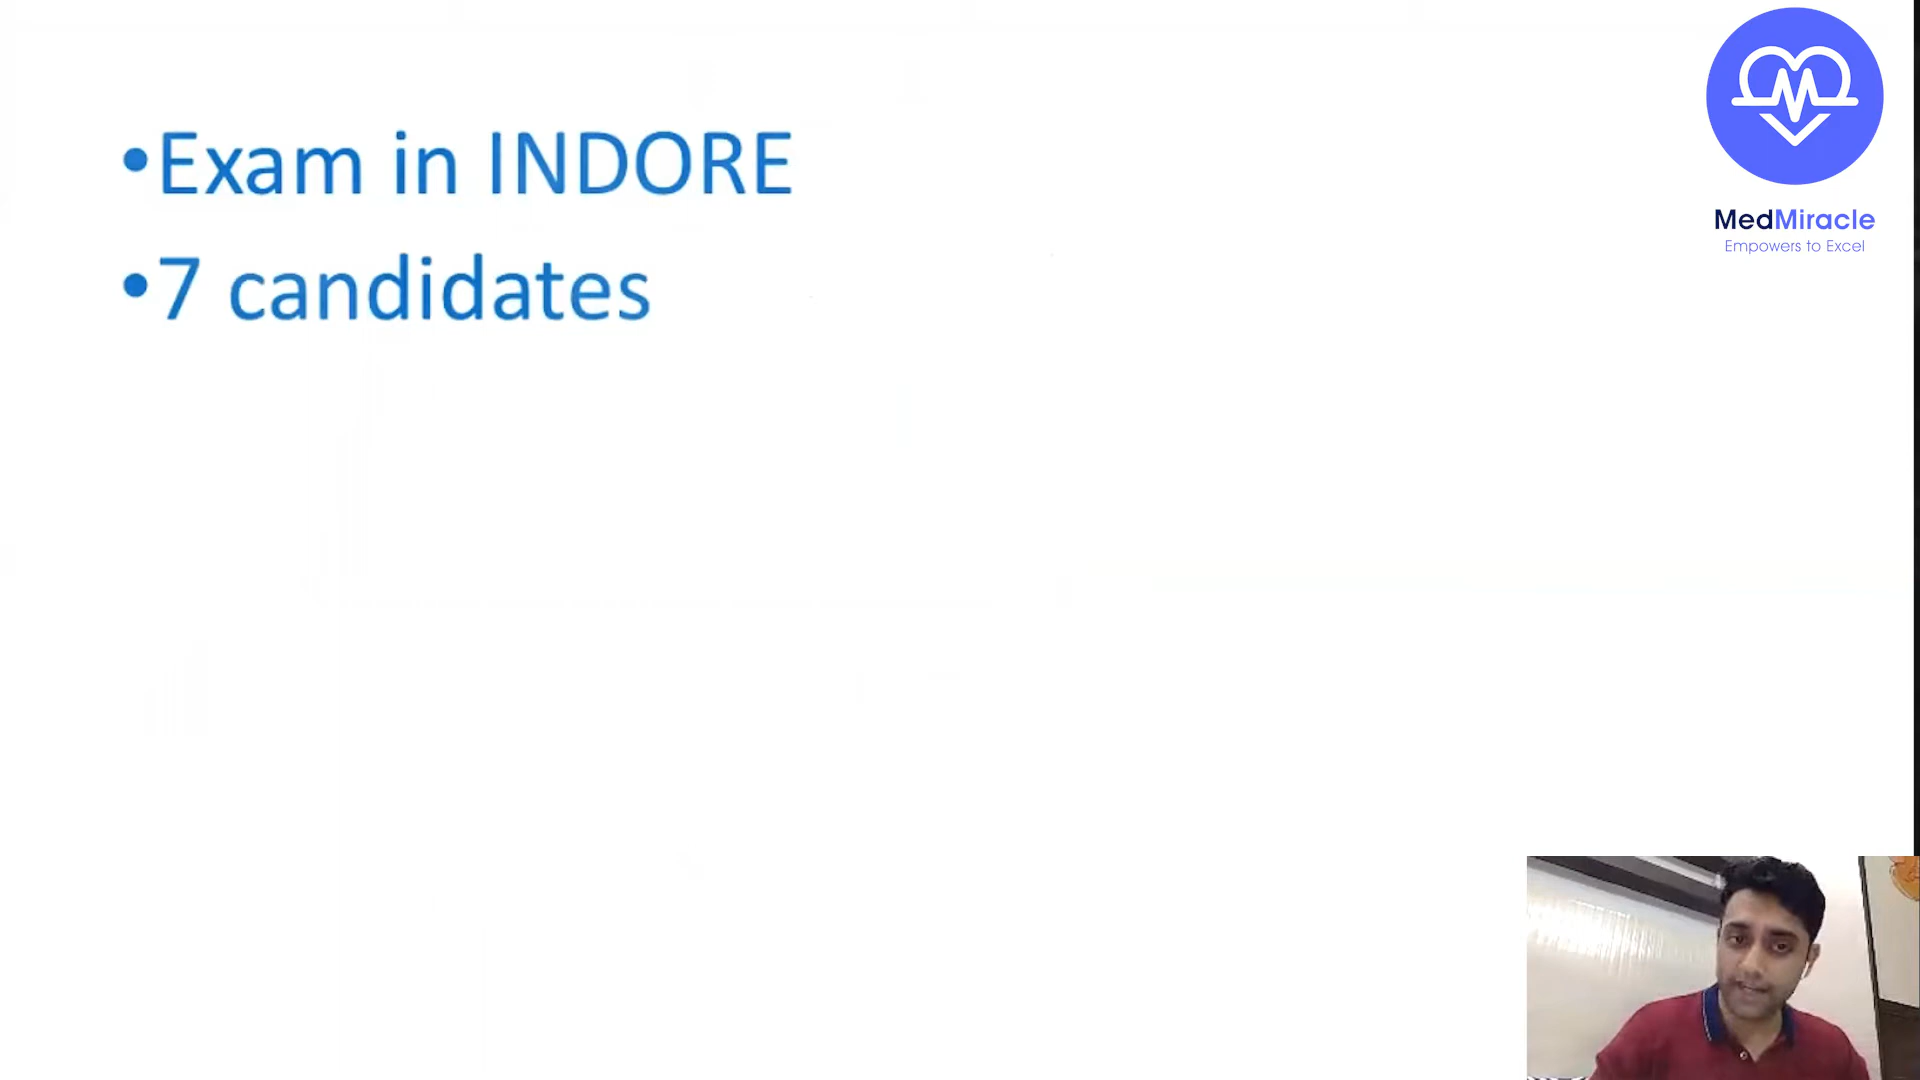 •Exam in INDORE
•7 candidates
MedMiracle
Empowers to Excel